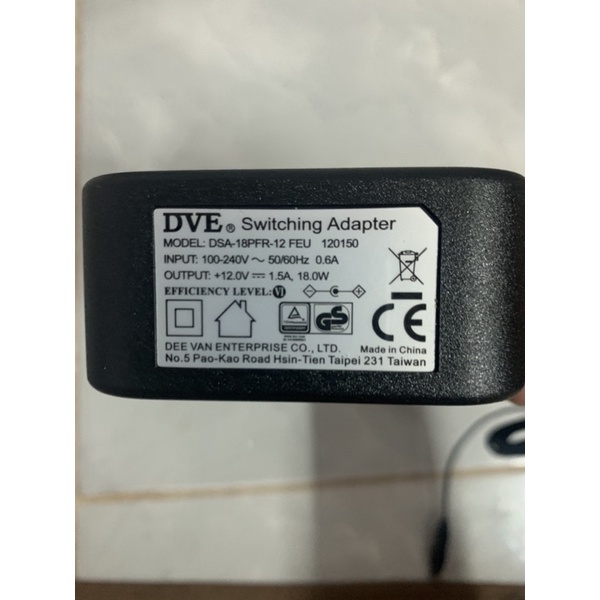 DVE® Switching Adapter
MODEL: DSA-18PFR-12 FEU 120150
INPUT: 100-240V ~ 50/60Hz 0.6A
OUTPUT: +12.0V ⎓ 1.5A, 18.0W
EFFICIENCY LEVEL: VI
GS
CE
DEE VAN ENTERPRISE CO., LTD. Made in China
No.5 Pao-Kao Road Hsin-Tien Taipei 231 Taiwan